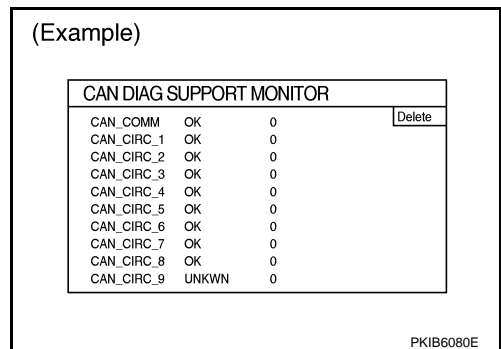 (Example)
CAN DIAG SUPPORT MONITOR
Delete
CAN_COMM OK 0
CAN_CIRC_1 OK 0
CAN_CIRC_2 OK 0
CAN_CIRC_3 OK 0
CAN_CIRC_4 OK 0
CAN_CIRC_5 OK 0
CAN_CIRC_6 OK 0
CAN_CIRC_7 OK 0
CAN_CIRC_8 OK 0
CAN_CIRC_9 UNKWN 0
PKIB6080E